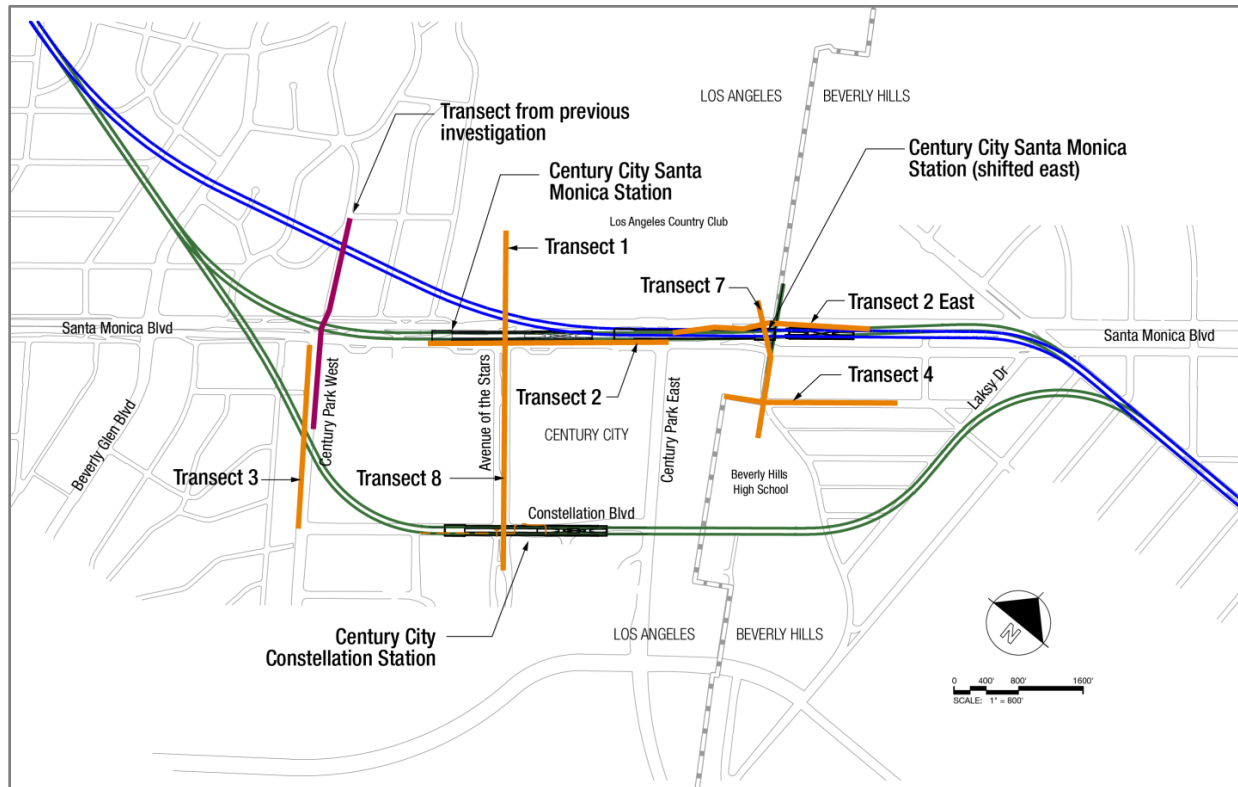 LOS ANGELES
BEVERLY HILLS
Transect from previous
investigation
Century City Santa
Monica Station
Century City Santa Monica
Station (shifted east)
Los Angeles Country Club
Transect 1
Transect 7
Transect 2 East
Santa Monica Blvd
Santa Monica Blvd
Transect 4
Transect 2
Laksy Dr
Century Park West
Avenue of the Stars
CENTURY CITY
Century Park East
Beverly Glen Blvd
Transect 3
Transect 8
Beverly Hills
High School
Constellation Blvd
Century City
Constellation Station
LOS ANGELES
BEVERLY HILLS
N
0 400' 800' 1600'
SCALE: 1" = 800'